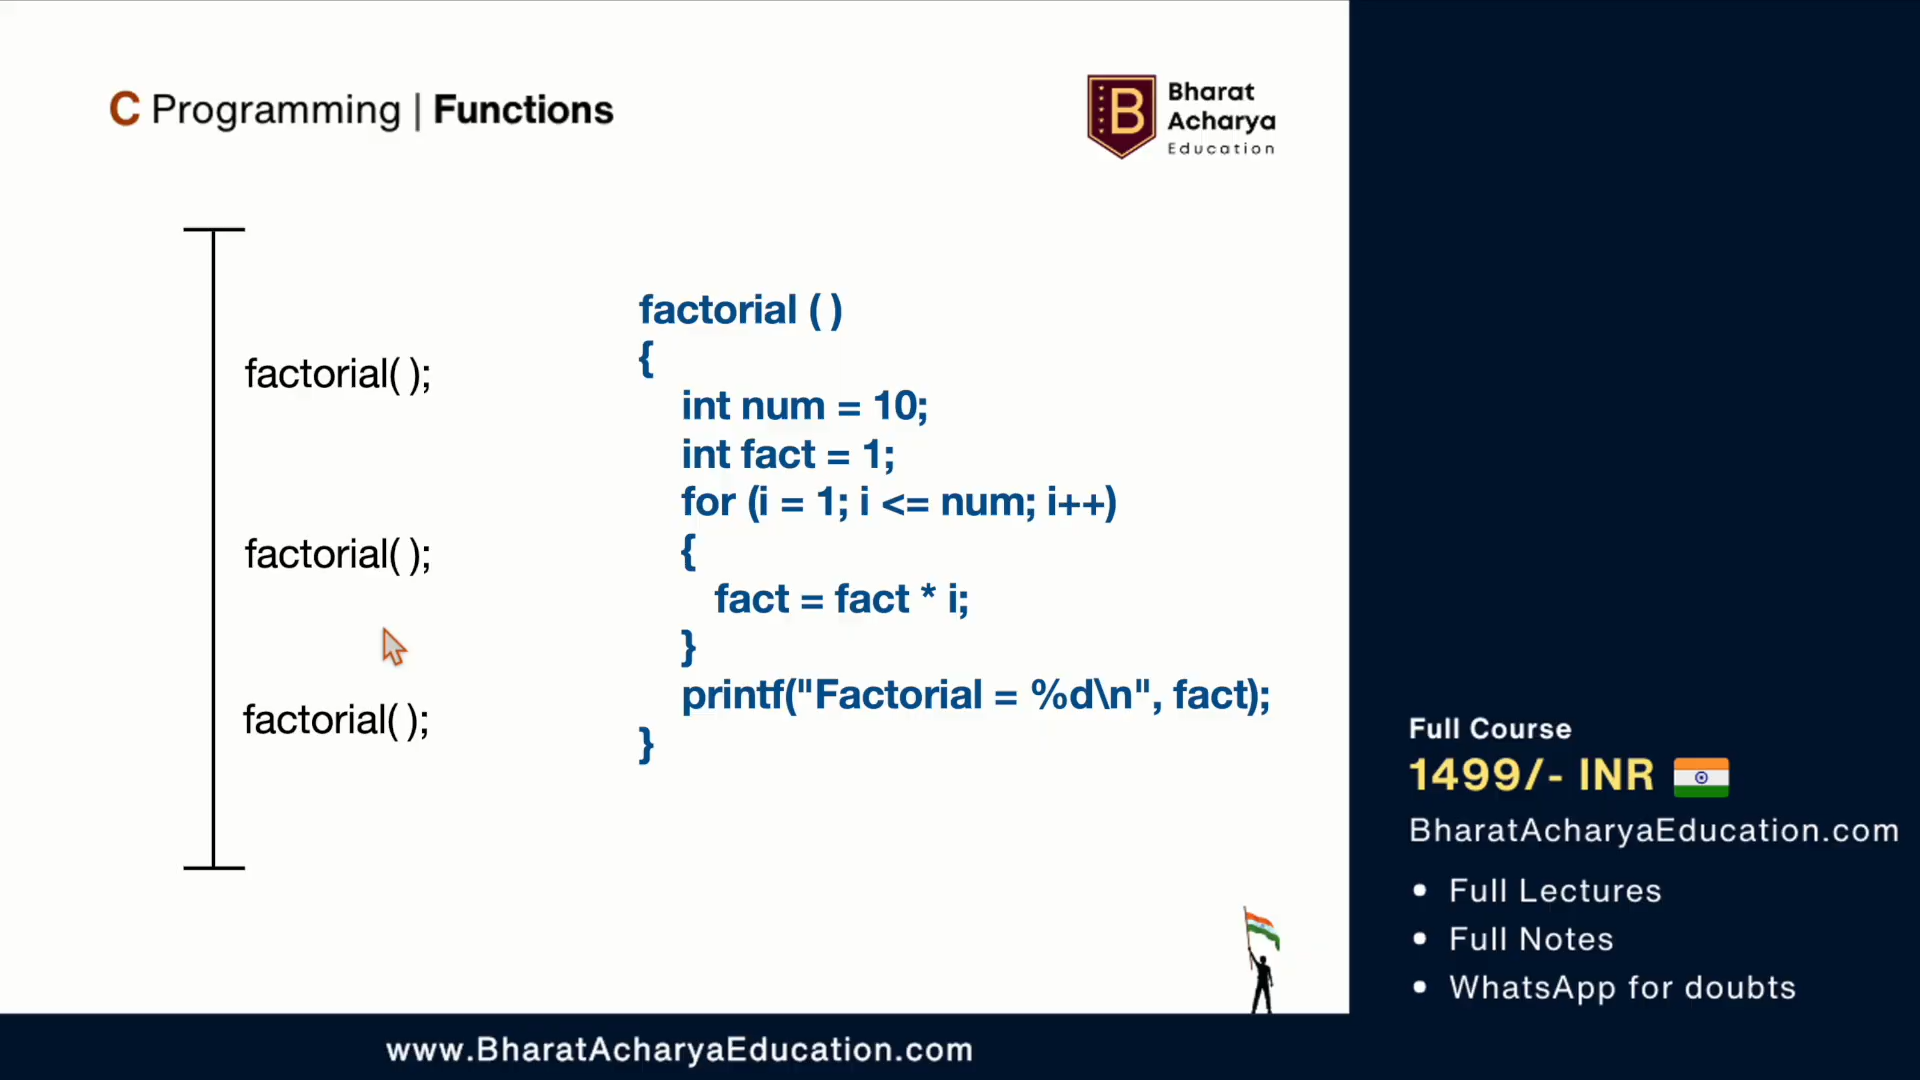 C Programming | Functions
B
Bharat
Acharya
Education
factorial( );
factorial( );
factorial( );
factorial ( )
{
int num = 10;
int fact = 1;
for (i = 1; i <= num; i++)
{
fact = fact * i;
}
printf("Factorial = %d\n", fact);
}
Full Course
1499/- INR
BharatAcharyaEducation.com
• Full Lectures
• Full Notes
• WhatsApp for doubts
www.BharatAcharyaEducation.com